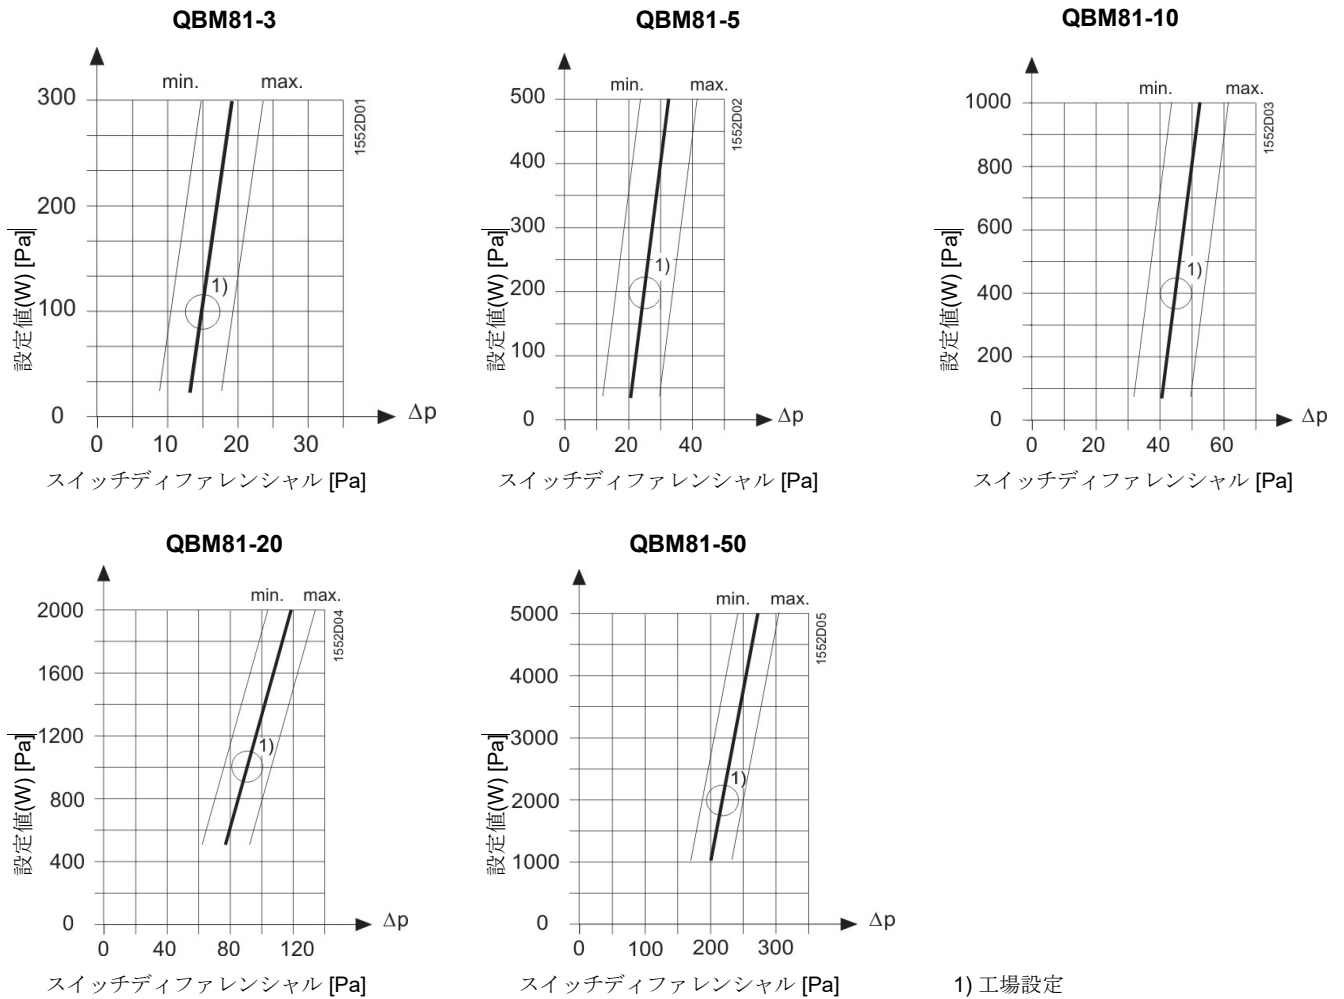 QBM81-3
min. max.
300
200
100
0
設定値(W) [Pa]
1)
1552D01
Δp
0 10 20 30
スイッチディファレンシャル [Pa]
QBM81-5
min. max.
500
400
300
200
100
0
設定値(W) [Pa]
1)
1552D02
Δp
0 20 40
スイッチディファレンシャル [Pa]
QBM81-10
min. max.
1000
800
600
400
200
0
設定値(W) [Pa]
1)
1552D03
Δp
0 20 40 60
スイッチディファレンシャル [Pa]
QBM81-20
min. max.
2000
1600
1200
800
400
0
設定値(W) [Pa]
1)
1552D04
Δp
0 40 80 120
スイッチディファレンシャル [Pa]
QBM81-50
min. max.
5000
4000
3000
2000
1000
0
設定値(W) [Pa]
1)
1552D05
Δp
0 100 200 300
スイッチディファレンシャル [Pa]
1) 工場設定